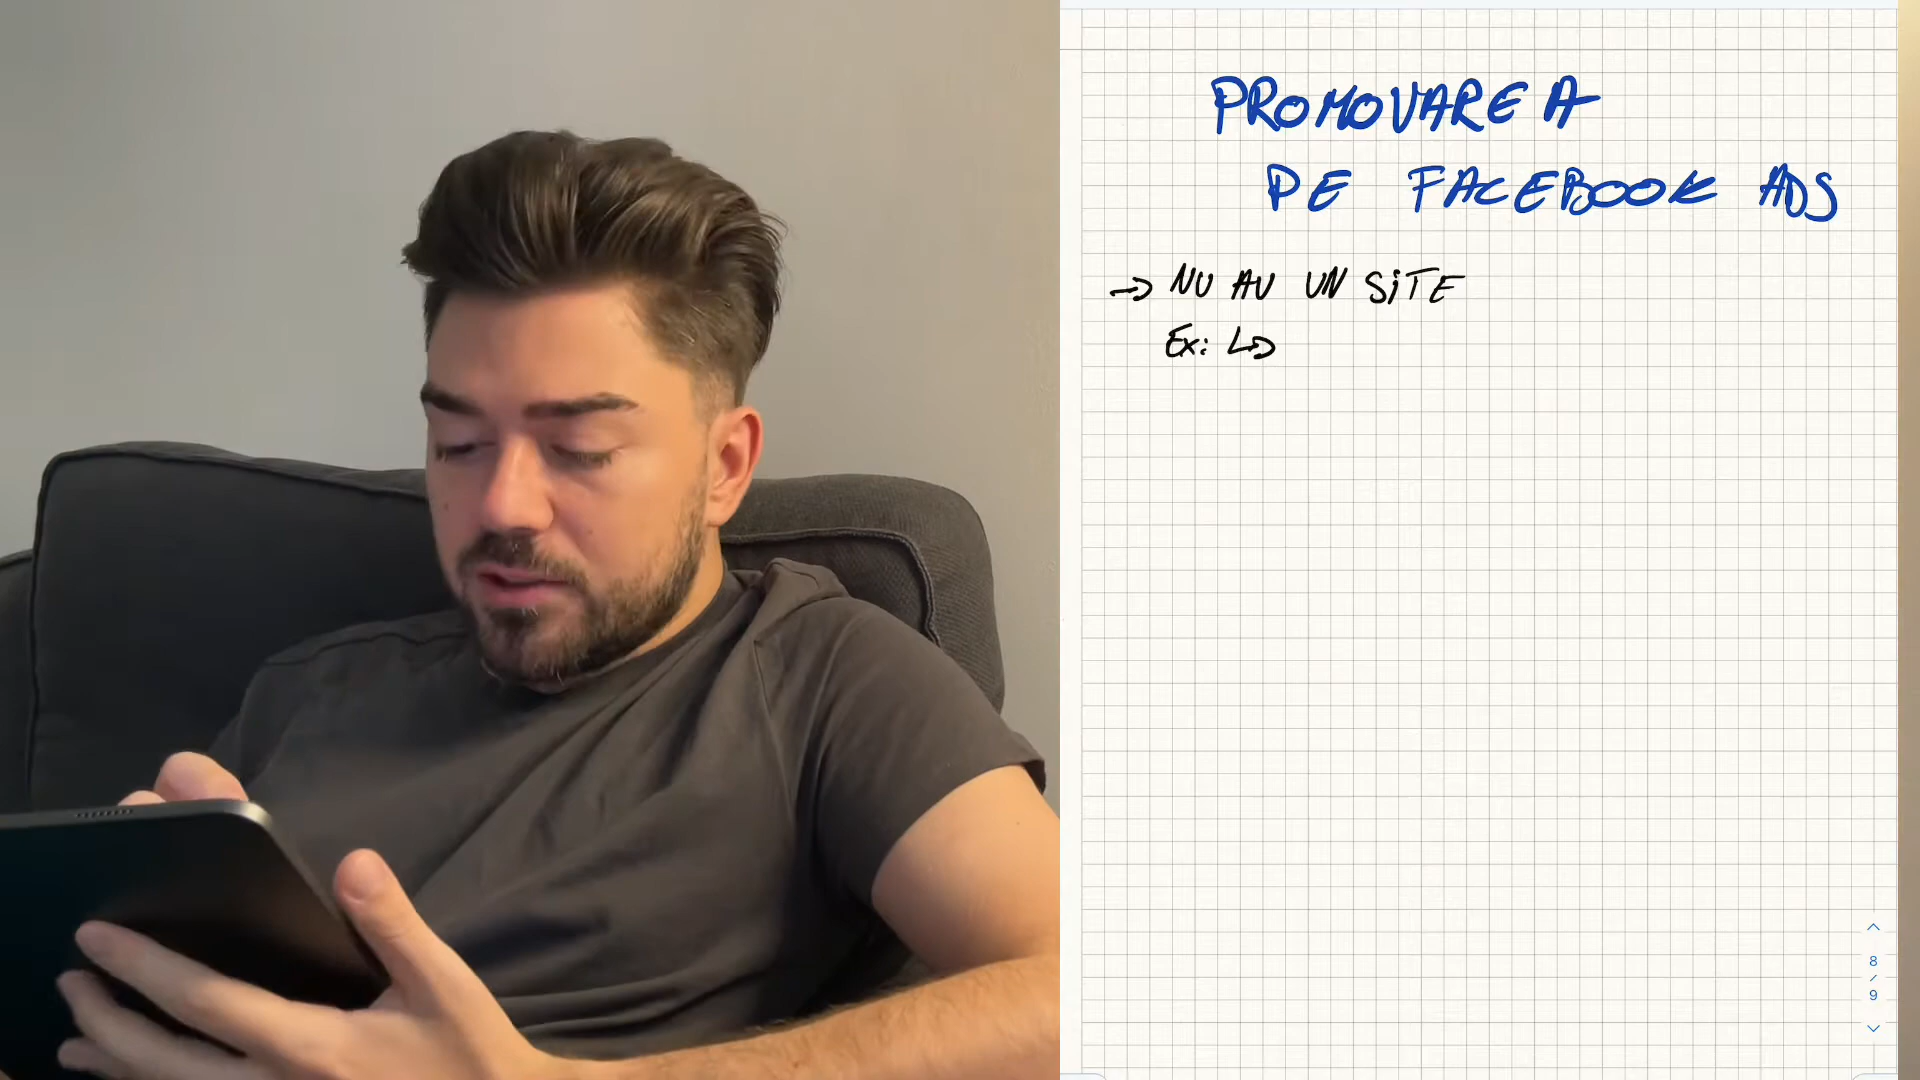 PROMOVAREA
PE FACEBOOK ADS
→ NU AU UN SITE
Ex: ↳
8
/
9